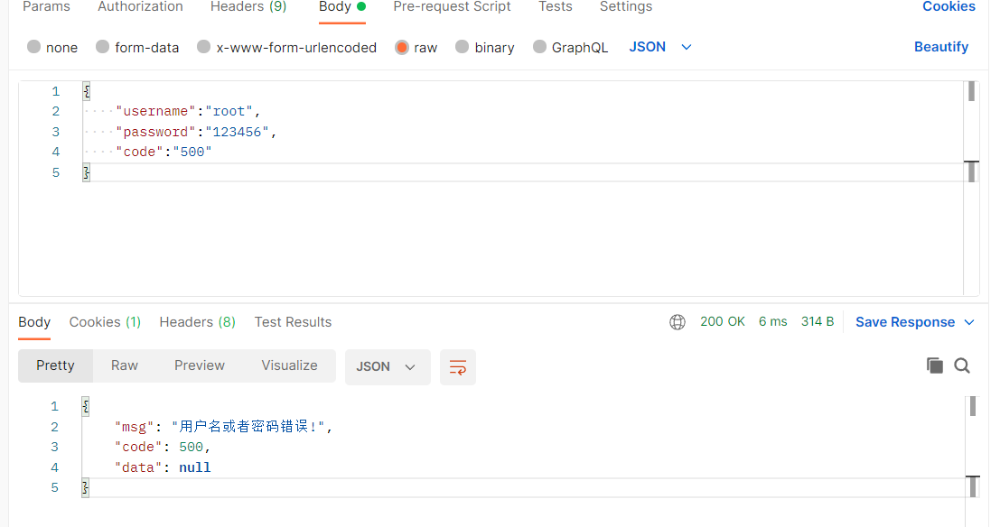 Params Authorization Headers (9) Body Pre-request Script Tests Settings Cookies
none form-data x-www-form-urlencoded raw binary GraphQL JSON Beautify
1 {
2 ····"username":"root",
3 ····"password":"123456",
4 ····"code":"500"
5 }
Body Cookies (1) Headers (8) Test Results 200 OK 6 ms 314 B Save Response
Pretty Raw Preview Visualize JSON
1 {
2 "msg": "用户名或者密码错误!",
3 "code": 500,
4 "data": null
5 }